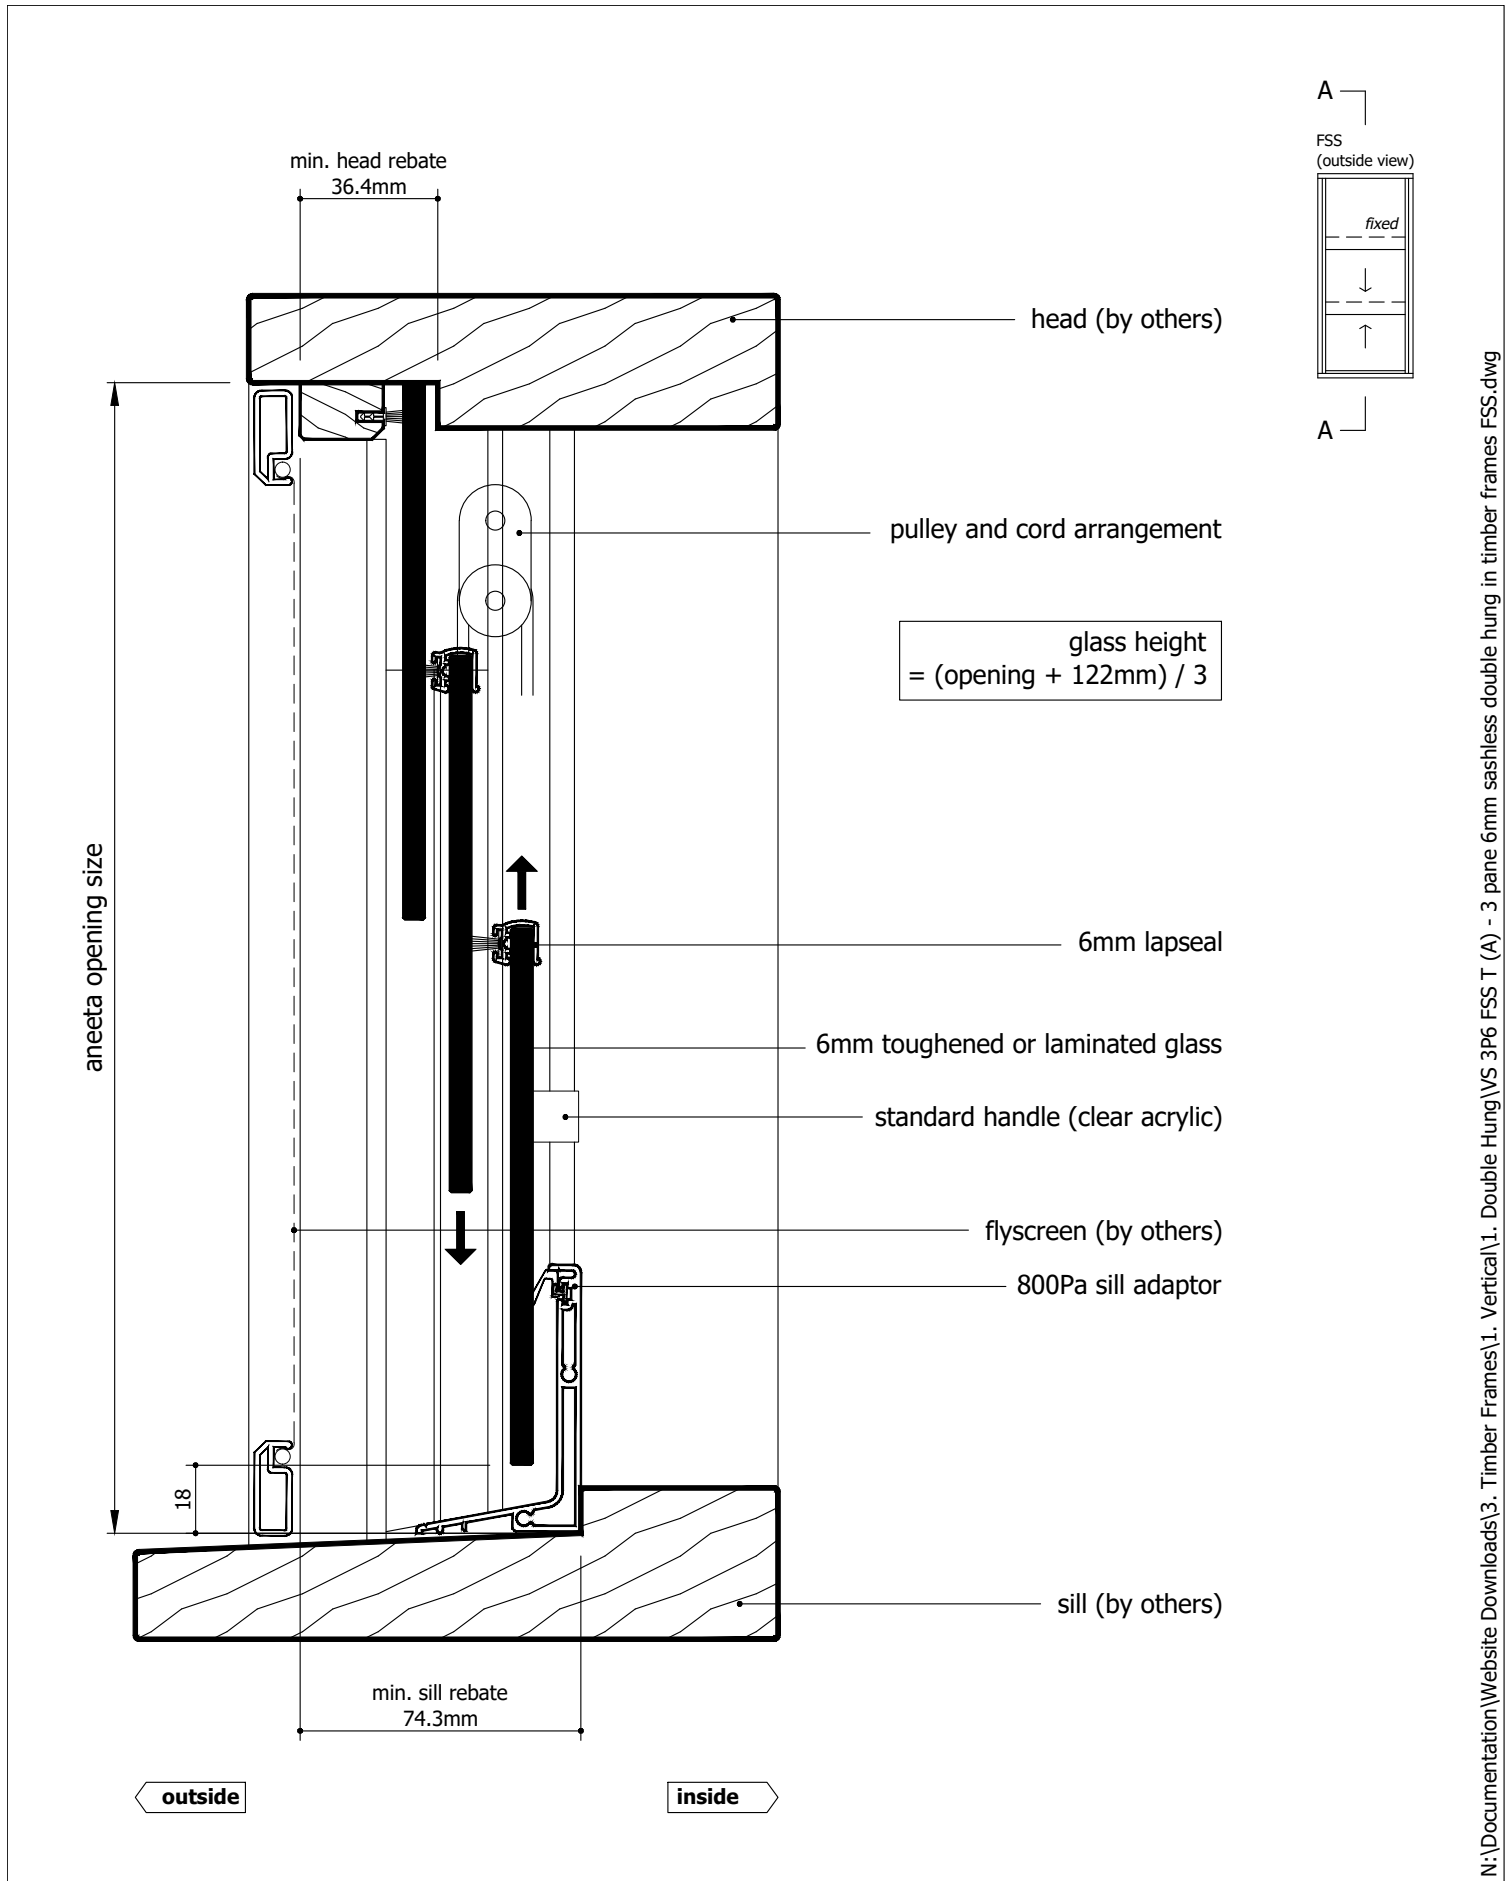 A
FSS
(outside view)
fixed
A
min. head rebate
36.4mm
head (by others)
pulley and cord arrangement
glass height
= (opening + 122mm) / 3
aneeta opening size
6mm lapseal
6mm toughened or laminated glass
standard handle (clear acrylic)
flyscreen (by others)
800Pa sill adaptor
18
sill (by others)
min. sill rebate
74.3mm
outside
inside
N:\Documentation\Website Downloads\3. Timber Frames\1. Vertical\1. Double Hung\VS 3P6 FSS T (A) - 3 pane 6mm sashless double hung in timber frames FSS.dwg